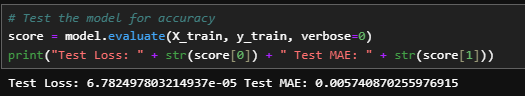 # Test the model for accuracy
score = model.evaluate(X_train, y_train, verbose=0)
print("Test Loss: " + str(score[0]) + " Test MAE: " + str(score[1]))
Test Loss: 6.782497803214937e-05 Test MAE: 0.005740870255976915